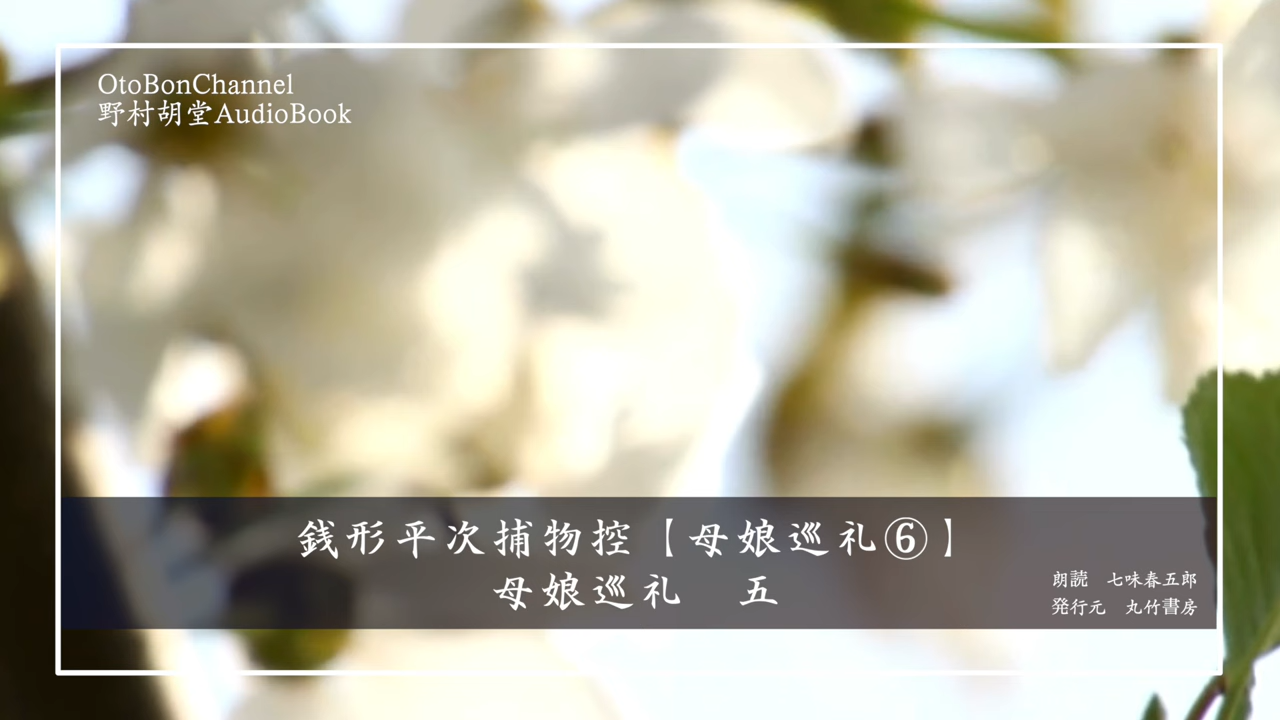 OtoBonChannel
野村胡堂AudioBook
銭形平次捕物控【母娘巡礼⑥】
母娘巡礼　五
朗読　七味春五郎
発行元　丸竹書房